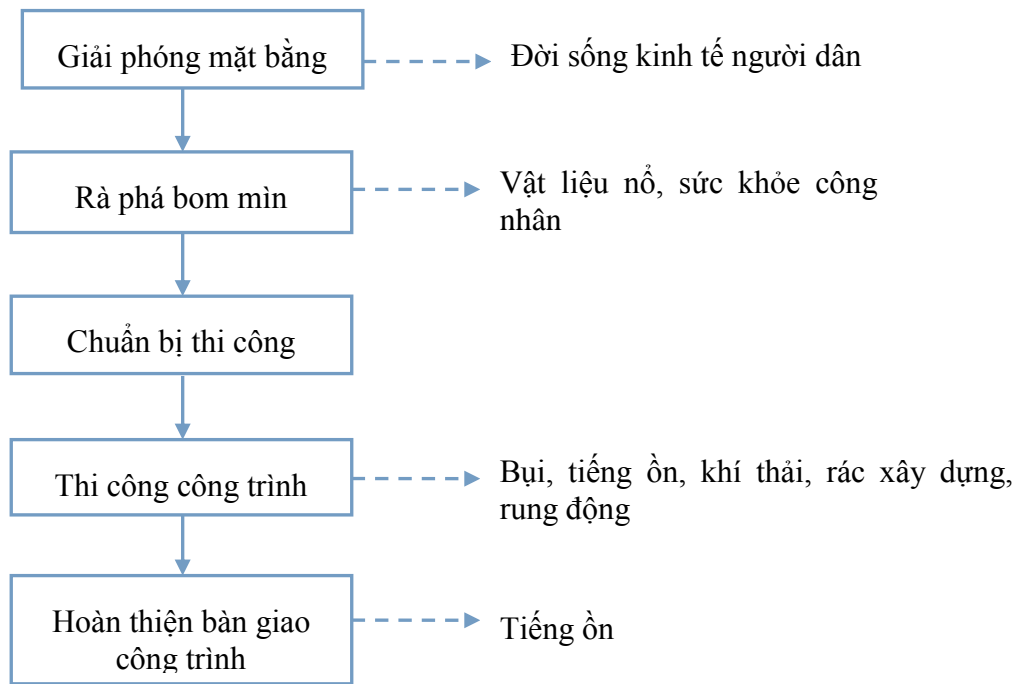 Giải phóng mặt bằng
Đời sống kinh tế người dân
Rà phá bom mìn
Vật liệu nổ, sức khỏe công
nhân
Chuẩn bị thi công
Thi công công trình
Bụi, tiếng ồn, khí thải, rác xây dựng,
rung động
Hoàn thiện bàn giao
công trình
Tiếng ồn